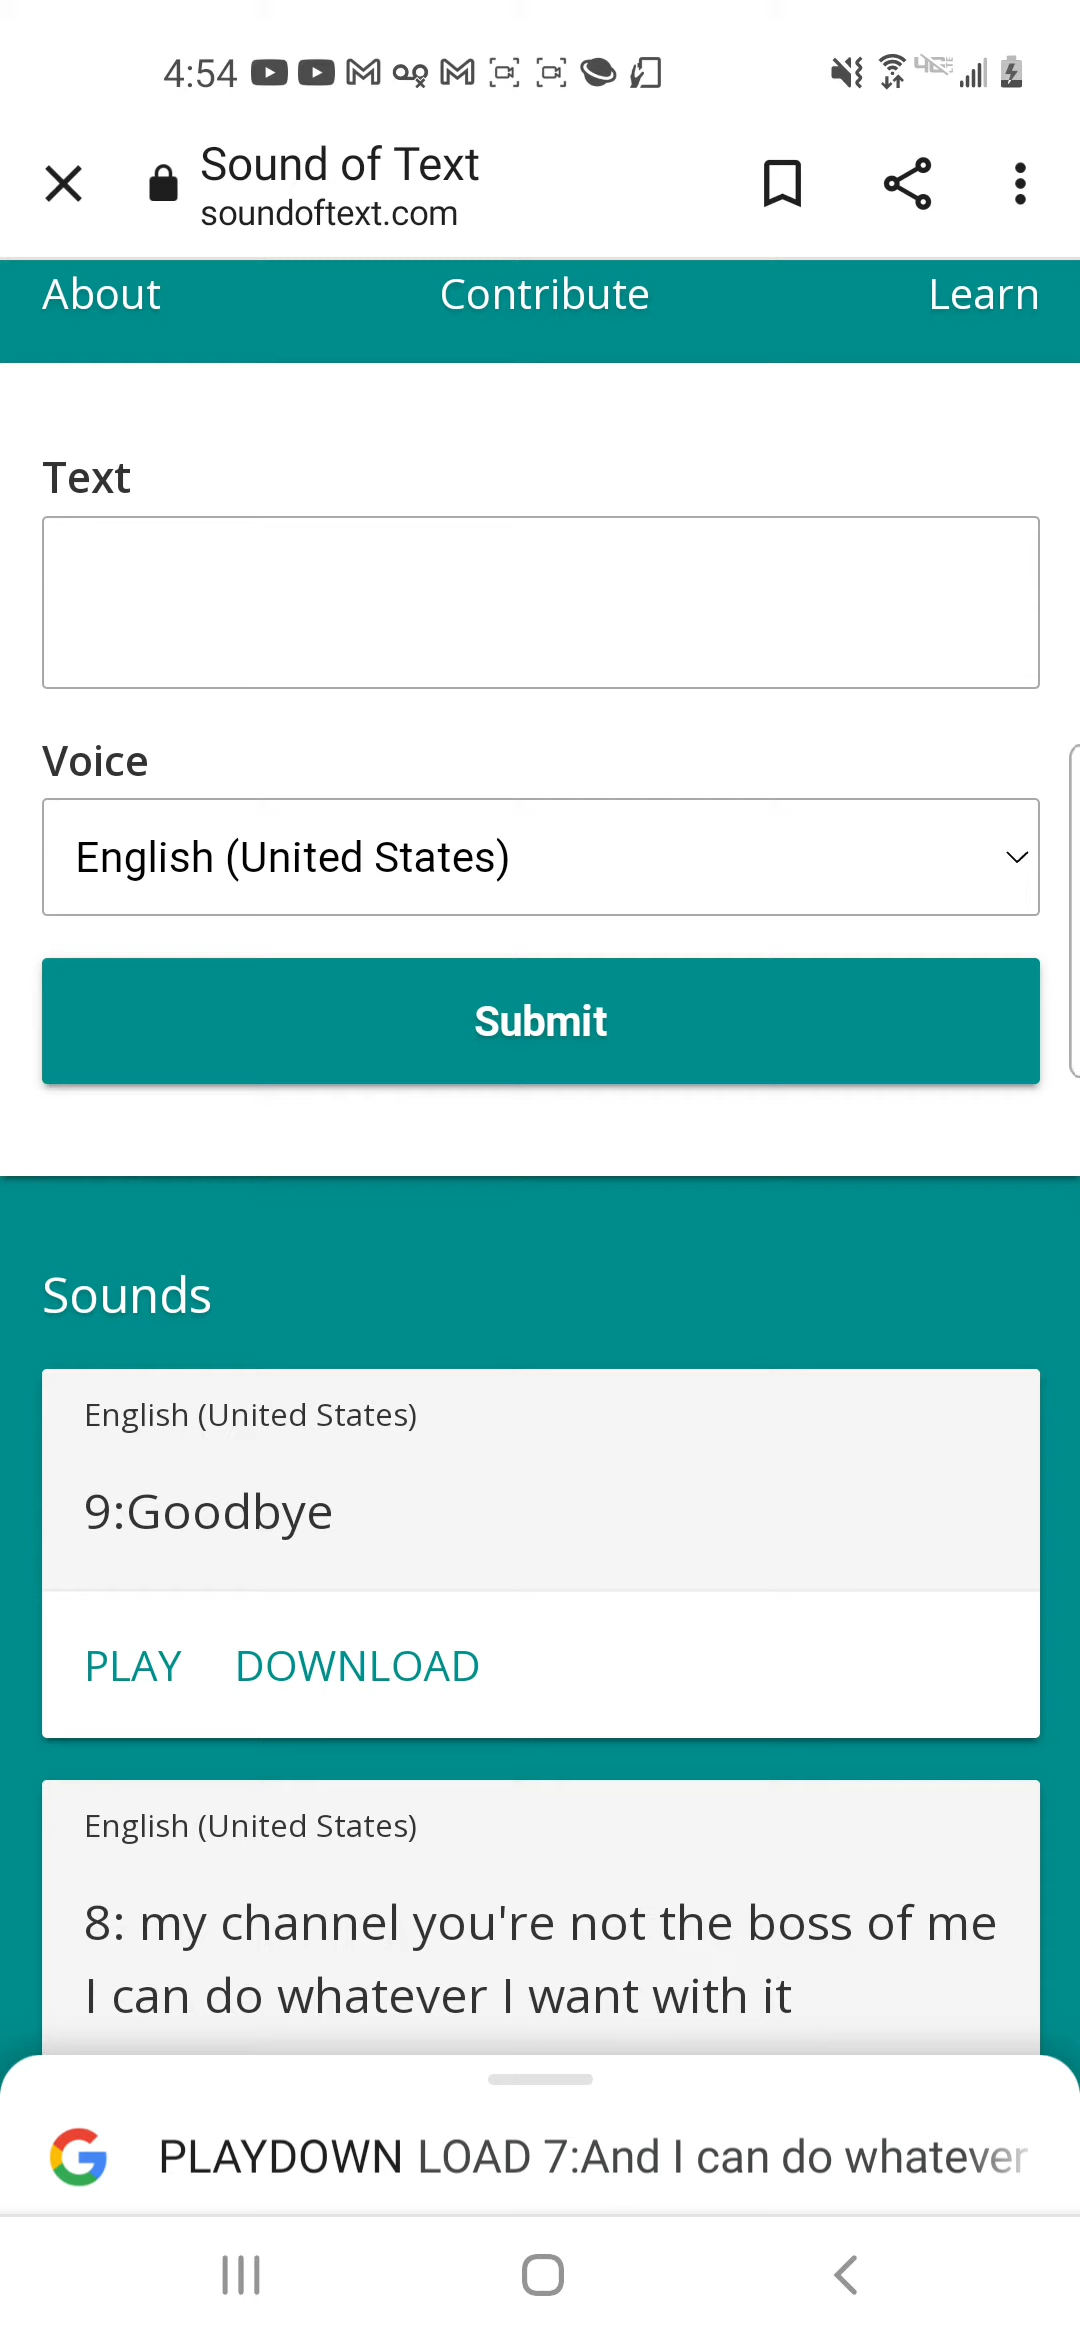 4:54
Sound of Text
soundoftext.com
About Contribute Learn
Text
Voice
English (United States)
Submit
Sounds
English (United States)
9:Goodbye
PLAY DOWNLOAD
English (United States)
8: my channel you're not the boss of me
I can do whatever I want with it
PLAYDOWN LOAD 7:And I can do whatever